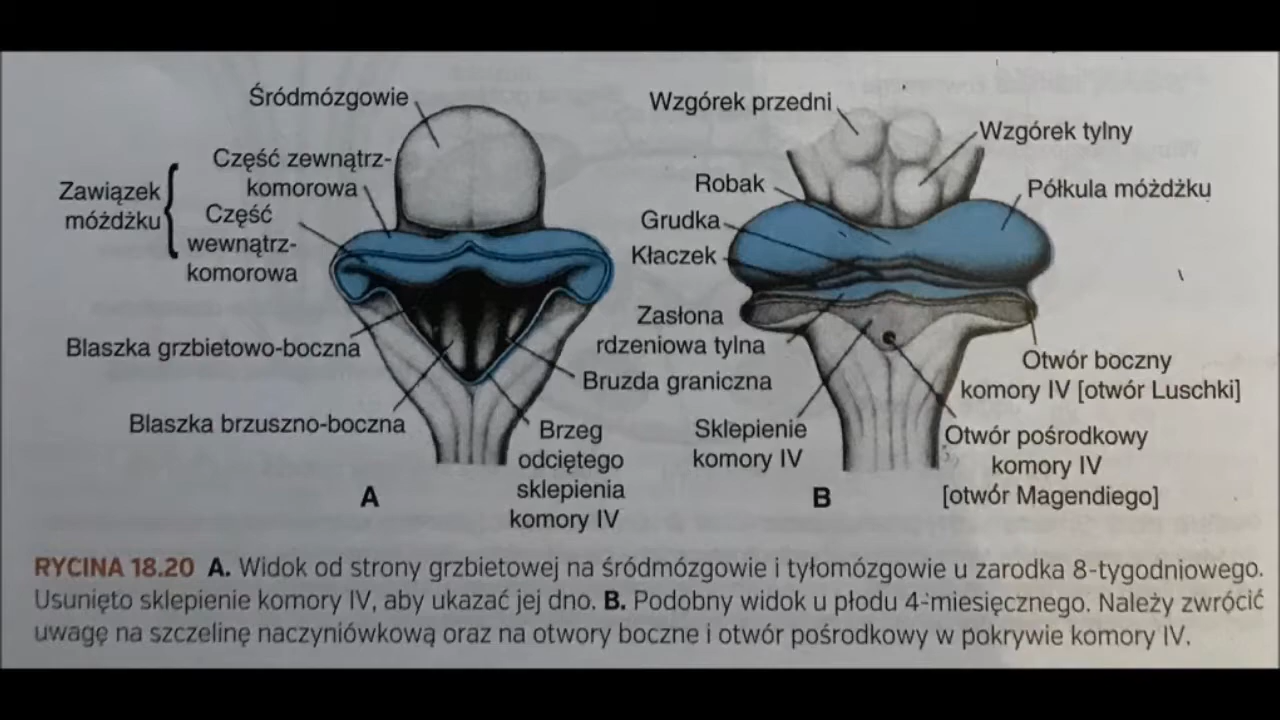 Śródmózgowie
Część zewnątrz-
komorowa
Zawiązek
móżdżku
Część
wewnątrz-
komorowa
Blaszka grzbietowo-boczna
Blaszka brzuszno-boczna
Bruzda graniczna
Brzeg
odciętego
sklepienia
komory IV
A
Wzgórek przedni
Wzgórek tylny
Robak
Półkula móżdżku
Grudka
Kłaczek
Zasłona
rdzeniowa tylna
Otwór boczny
komory IV [otwór Luschki]
Sklepienie
komory IV
Otwór pośrodkowy
komory IV
[otwór Magendiego]
B
RYCINA 18.20 A. Widok od strony grzbietowej na śródmózgowie i tyłomózgowie u zarodka 8-tygodniowego.
Usunięto sklepienie komory IV, aby ukazać jej dno. B. Podobny widok u płodu 4-miesięcznego. Należy zwrócić
uwagę na szczelinę naczyniówkową oraz na otwory boczne i otwór pośrodkowy w pokrywie komory IV.